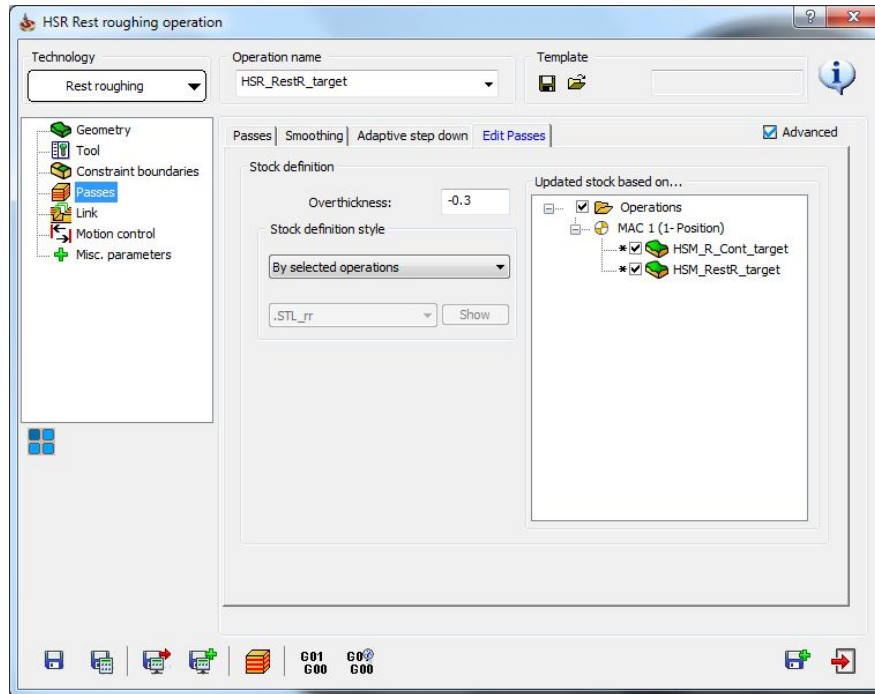 HSR Rest roughing operation
Technology
Rest roughing
Operation name
HSR_RestR_target
Template
Geometry
Tool
Constraint boundaries
Passes
Link
Motion control
Misc. parameters
Passes Smoothing Adaptive step down Edit Passes
Advanced
Stock definition
Overthickness: -0.3
Stock definition style
By selected operations
.STL_rr
Show
Updated stock based on...
Operations
MAC 1 (1- Position)
* HSM_R_Cont_target
* HSM_RestR_target
G01
G00
G0
G00